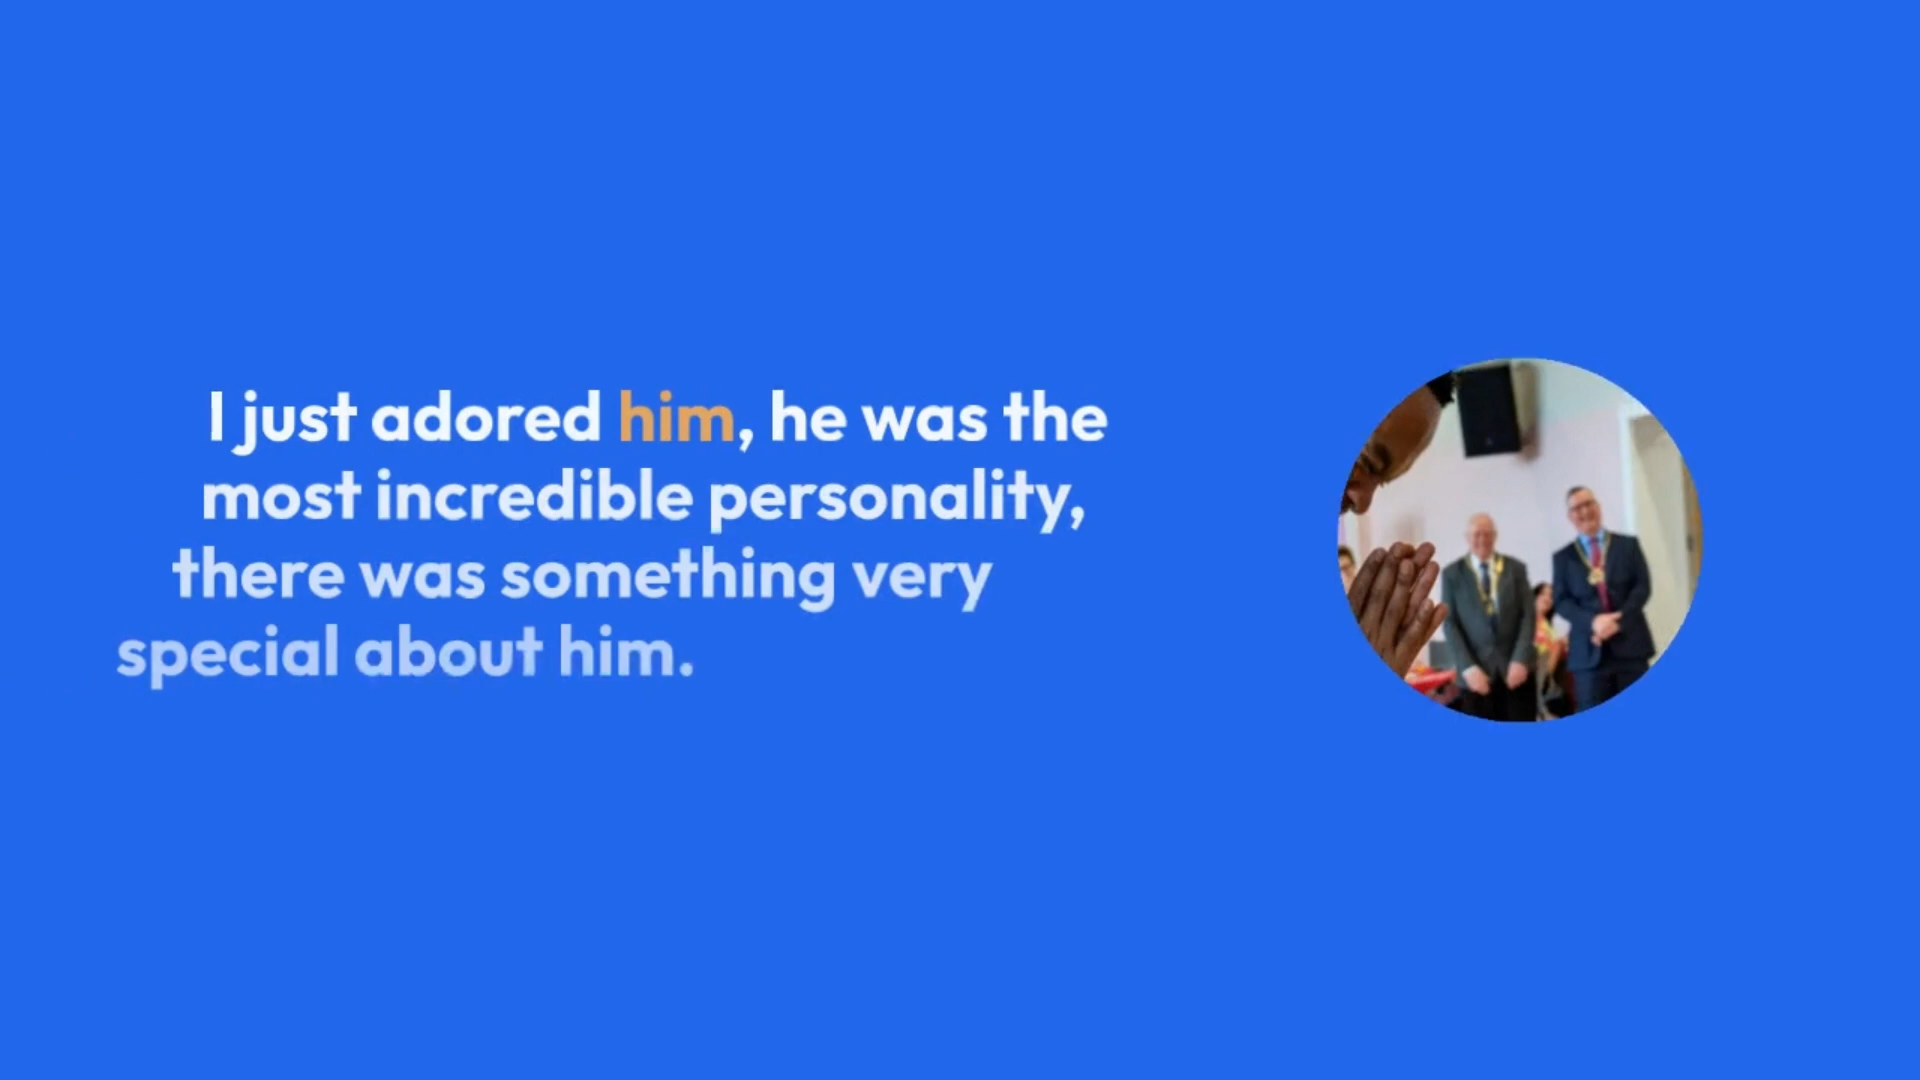 I just adored him, he was the
most incredible personality,
there was something very
special about him.